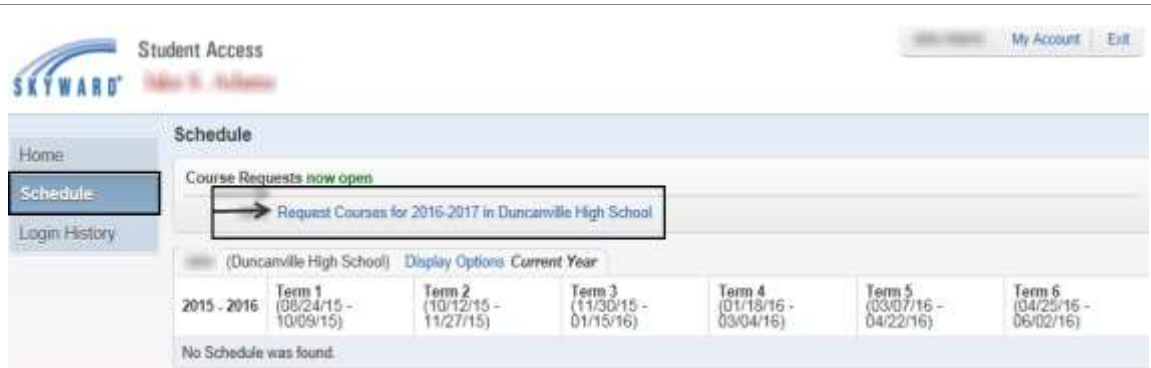 My Account Exit
Student Access
SKYWARD®
Schedule
Home
Course Requests now open
Schedule
Request Courses for 2016-2017 in Duncanville High School
Login History
(Duncanville High School) Display Options Current Year
2015 - 2016
Term 1
(08/24/15 -
10/09/15)
Term 2
(10/12/15 -
11/27/15)
Term 3
(11/30/15 -
01/15/16)
Term 4
(01/18/16 -
03/04/16)
Term 5
(03/07/16 -
04/22/16)
Term 6
(04/25/16 -
06/02/16)
No Schedule was found.